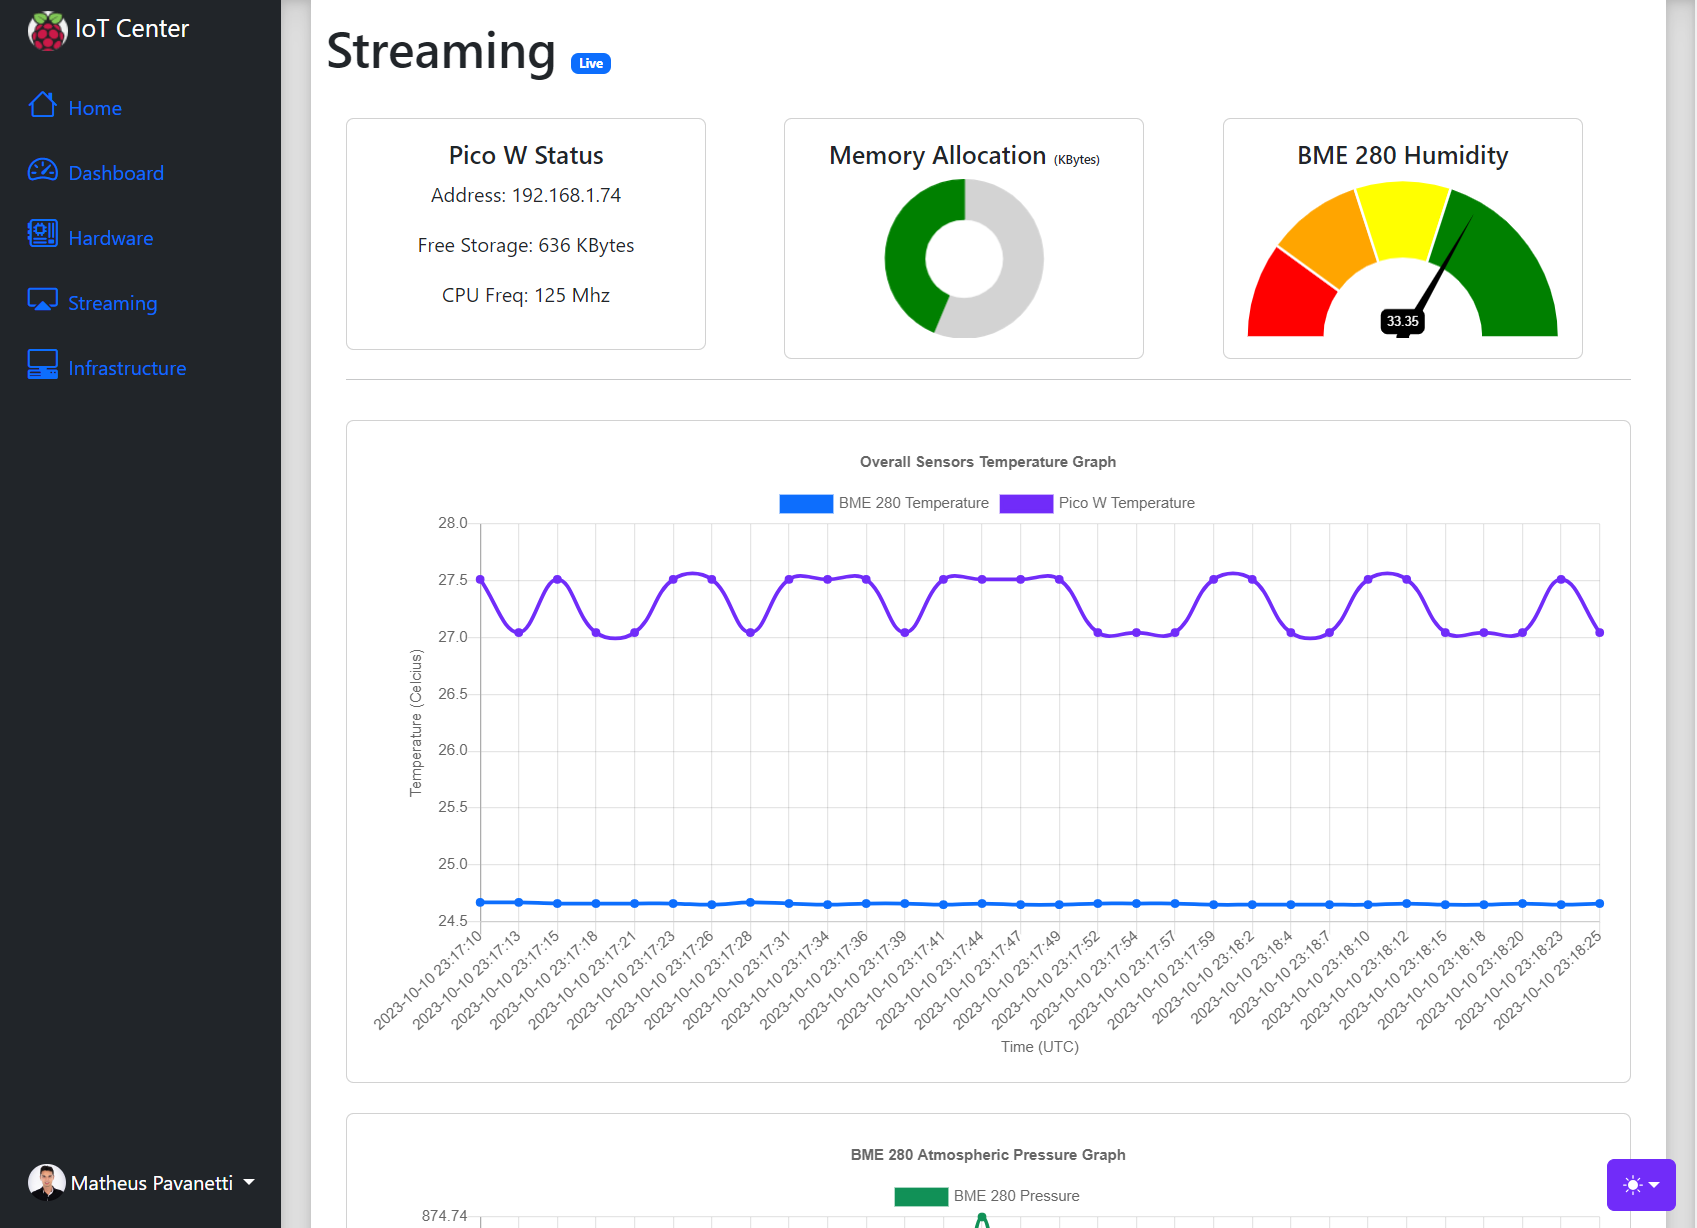 IoT Center
Home
Dashboard
Hardware
Streaming
Infrastructure
Matheus Pavanetti
Streaming Live
Pico W Status
Address: 192.168.1.74
Free Storage: 636 KBytes
CPU Freq: 125 Mhz
Memory Allocation (KBytes)
BME 280 Humidity
33.35
Overall Sensors Temperature Graph
BME 280 Temperature Pico W Temperature
Temperature (Celcius)
28.0
27.5
27.0
26.5
26.0
25.5
25.0
24.5
2023-10-10 23:17:10
2023-10-10 23:17:13
2023-10-10 23:17:15
2023-10-10 23:17:18
2023-10-10 23:17:21
2023-10-10 23:17:23
2023-10-10 23:17:26
2023-10-10 23:17:28
2023-10-10 23:17:31
2023-10-10 23:17:34
2023-10-10 23:17:36
2023-10-10 23:17:39
2023-10-10 23:17:41
2023-10-10 23:17:44
2023-10-10 23:17:47
2023-10-10 23:17:49
2023-10-10 23:17:52
2023-10-10 23:17:54
2023-10-10 23:17:57
2023-10-10 23:17:59
2023-10-10 23:18:2
2023-10-10 23:18:4
2023-10-10 23:18:7
2023-10-10 23:18:10
2023-10-10 23:18:12
2023-10-10 23:18:15
2023-10-10 23:18:18
2023-10-10 23:18:20
2023-10-10 23:18:23
2023-10-10 23:18:25
Time (UTC)
BME 280 Atmospheric Pressure Graph
BME 280 Pressure
874.74